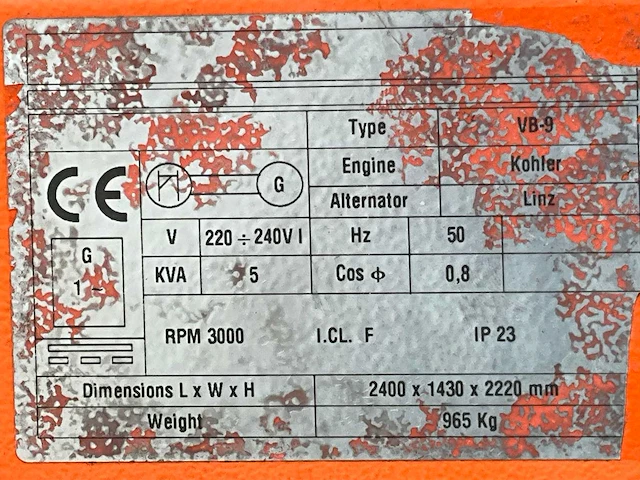 Type VB-9
Engine Kohler
Alternator Linz
CE
G
V 220 ÷ 240V I Hz 50
G
1 ~
KVA 5 Cos ϕ 0,8
RPM 3000 I.CL. F IP 23
Dimensions L x W x H 2400 x 1430 x 2220 mm
Weight 965 Kg